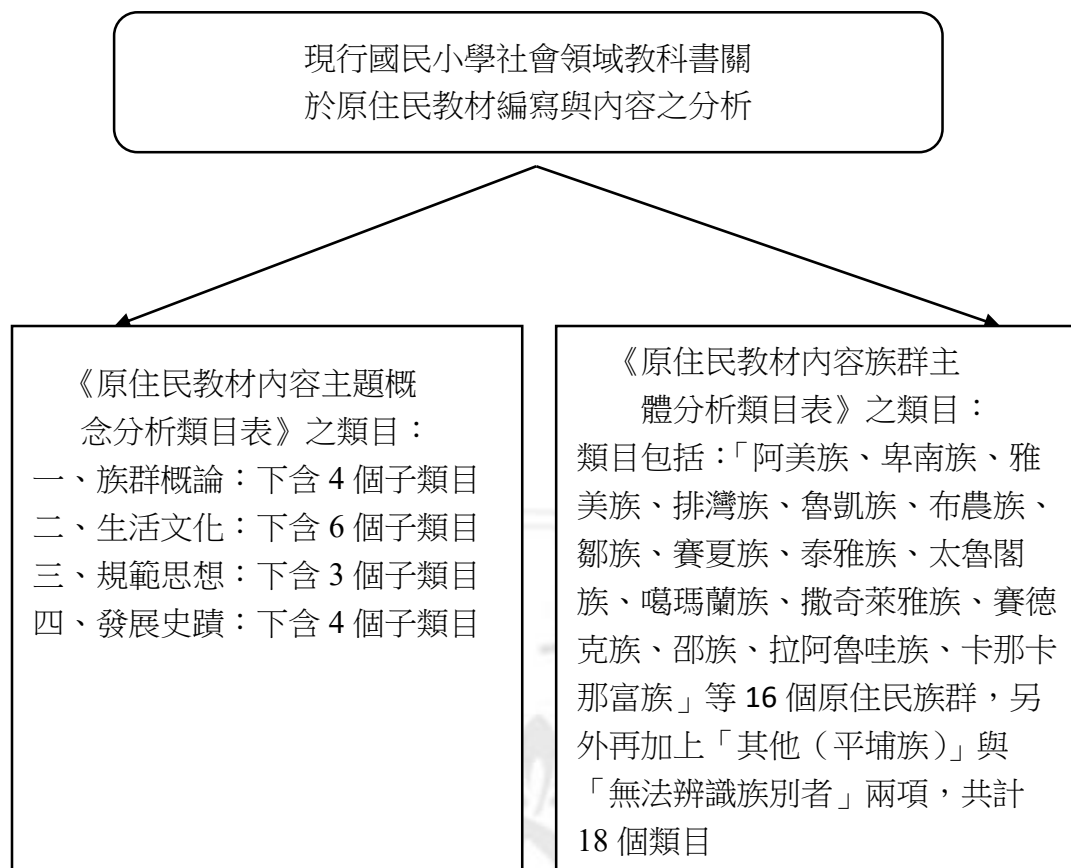 現行國民小學社會領域教科書關
於原住民教材編寫與內容之分析
《原住民教材內容主題概
念分析類目表》之類目：
一、族群概論：下含 4 個子類目
二、生活文化：下含 6 個子類目
三、規範思想：下含 3 個子類目
四、發展史蹟：下含 4 個子類目
《原住民教材內容族群主
體分析類目表》之類目：
類目包括：「阿美族、卑南族、雅
美族、排灣族、魯凱族、布農族、
鄒族、賽夏族、泰雅族、太魯閣
族、噶瑪蘭族、撒奇萊雅族、賽德
克族、邵族、拉阿魯哇族、卡那卡
那富族」等 16 個原住民族群，另
外再加上「其他（平埔族）」與
「無法辨識族別者」兩項，共計
18 個類目